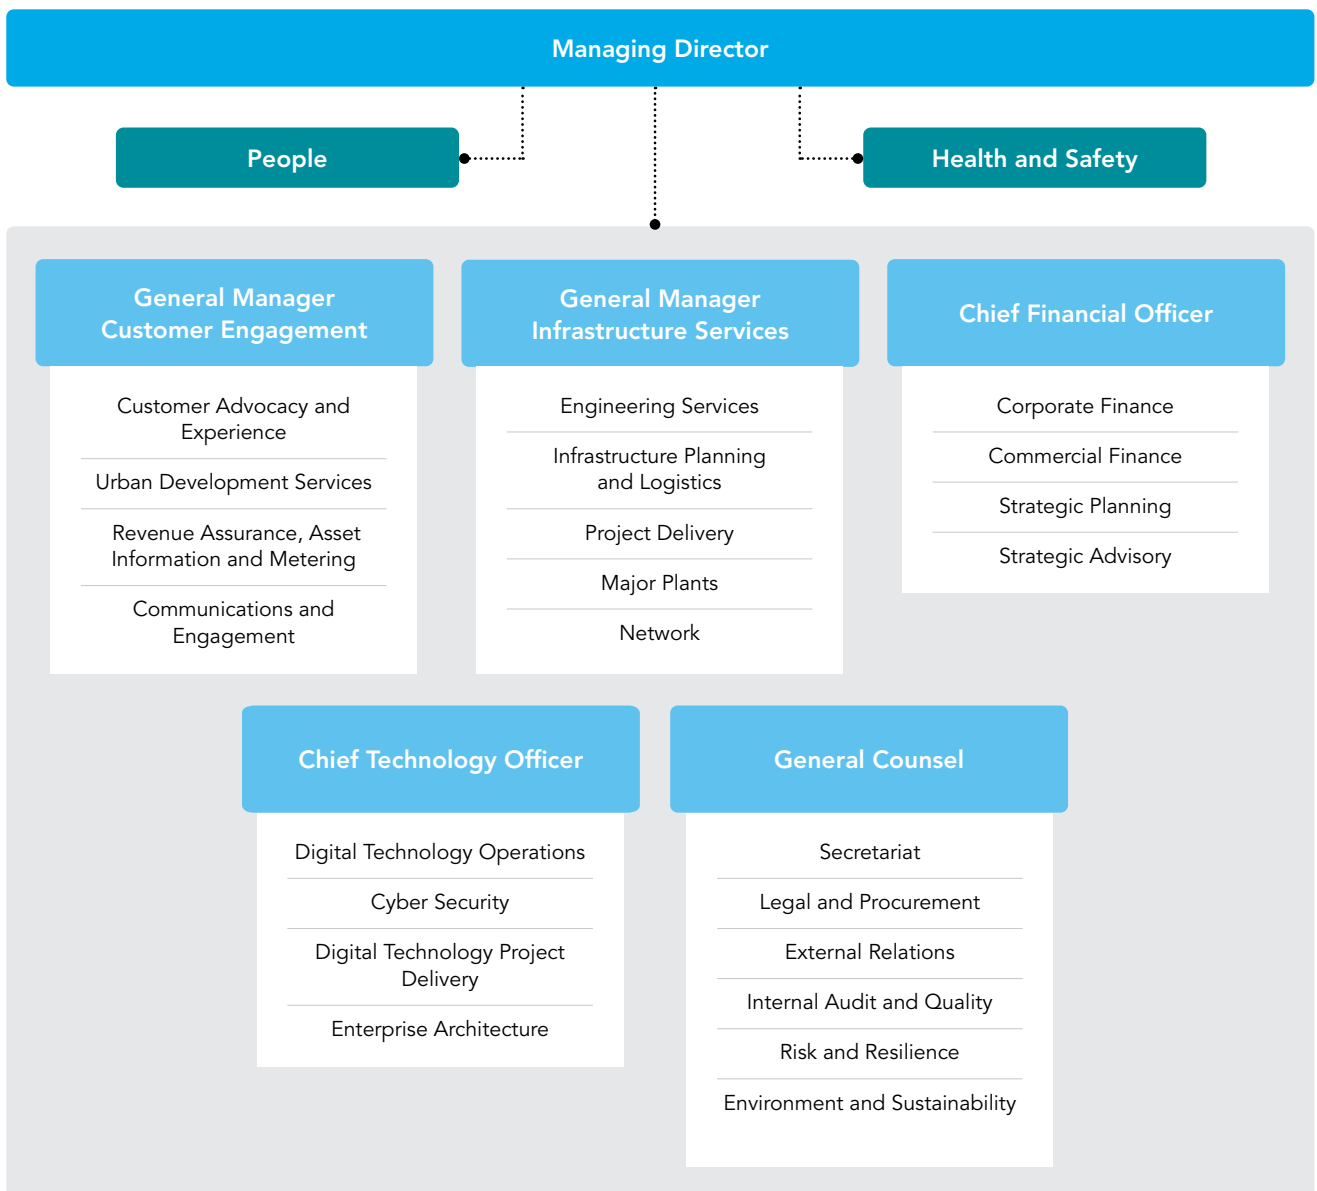 Managing Director
People
Health and Safety
General Manager
Customer Engagement
Customer Advocacy and
Experience
Urban Development Services
Revenue Assurance, Asset
Information and Metering
Communications and
Engagement
General Manager
Infrastructure Services
Engineering Services
Infrastructure Planning
and Logistics
Project Delivery
Major Plants
Network
Chief Financial Officer
Corporate Finance
Commercial Finance
Strategic Planning
Strategic Advisory
Chief Technology Officer
Digital Technology Operations
Cyber Security
Digital Technology Project
Delivery
Enterprise Architecture
General Counsel
Secretariat
Legal and Procurement
External Relations
Internal Audit and Quality
Risk and Resilience
Environment and Sustainability